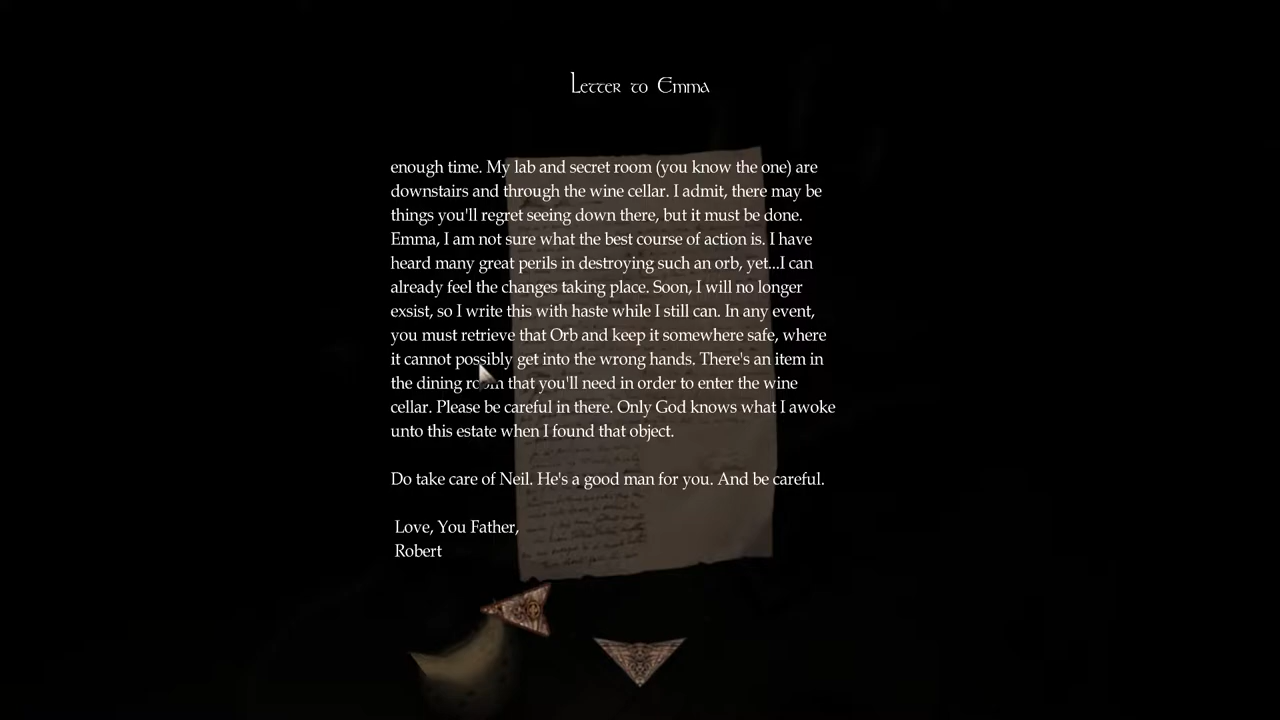 Letter to Emma
enough time. My lab and secret room (you know the one) are
downstairs and through the wine cellar. I admit, there may be
things you'll regret seeing down there, but it must be done.
Emma, I am not sure what the best course of action is. I have
heard many great perils in destroying such an orb, yet...I can
already feel the changes taking place. Soon, I will no longer
exsist, so I write this with haste while I still can. In any event,
you must retrieve that Orb and keep it somewhere safe, where
it cannot possibly get into the wrong hands. There's an item in
the dining room that you'll need in order to enter the wine
cellar. Please be careful in there. Only God knows what I awoke
unto this estate when I found that object.
Do take care of Neil. He's a good man for you. And be careful.
Love, You Father,
Robert